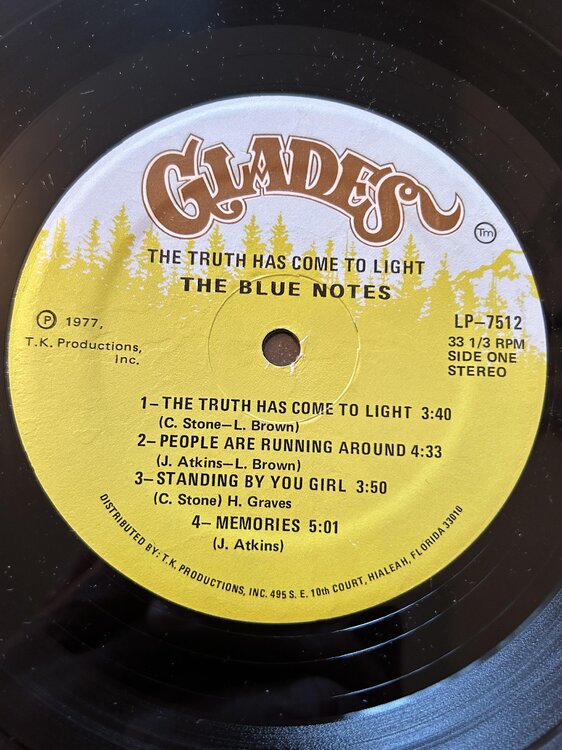 GLADES
Tm
THE TRUTH HAS COME TO LIGHT
THE BLUE NOTES
℗ 1977,
T.K. Productions,
Inc.
LP-7512
33 1/3 RPM
SIDE ONE
STEREO
1-THE TRUTH HAS COME TO LIGHT 3:40
(C. Stone-L. Brown)
2-PEOPLE ARE RUNNING AROUND 4:33
(J. Atkins-L. Brown)
3-STANDING BY YOU GIRL 3:50
(C. Stone) H. Graves
4- MEMORIES 5:01
(J. Atkins)
DISTRIBUTED BY: T.K. PRODUCTIONS, INC. 495 S. E. 10th COURT, HIALEAH, FLORIDA 33010